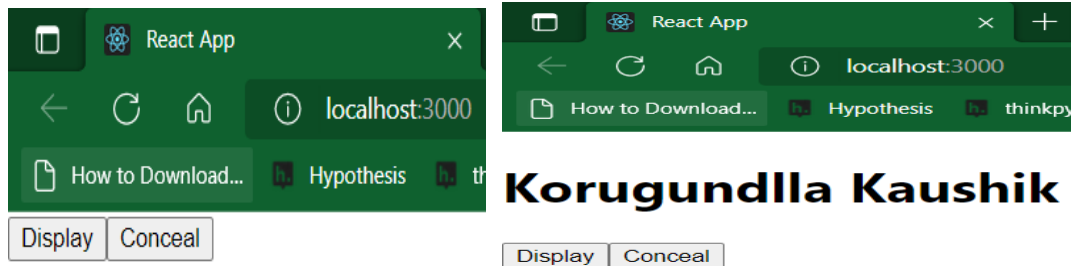 React App
localhost:3000
How to Download... h. Hypothesis h. th
Display Conceal
React App
localhost:3000
How to Download... h. Hypothesis h. thinkpy
Korugundlla Kaushik
Display Conceal